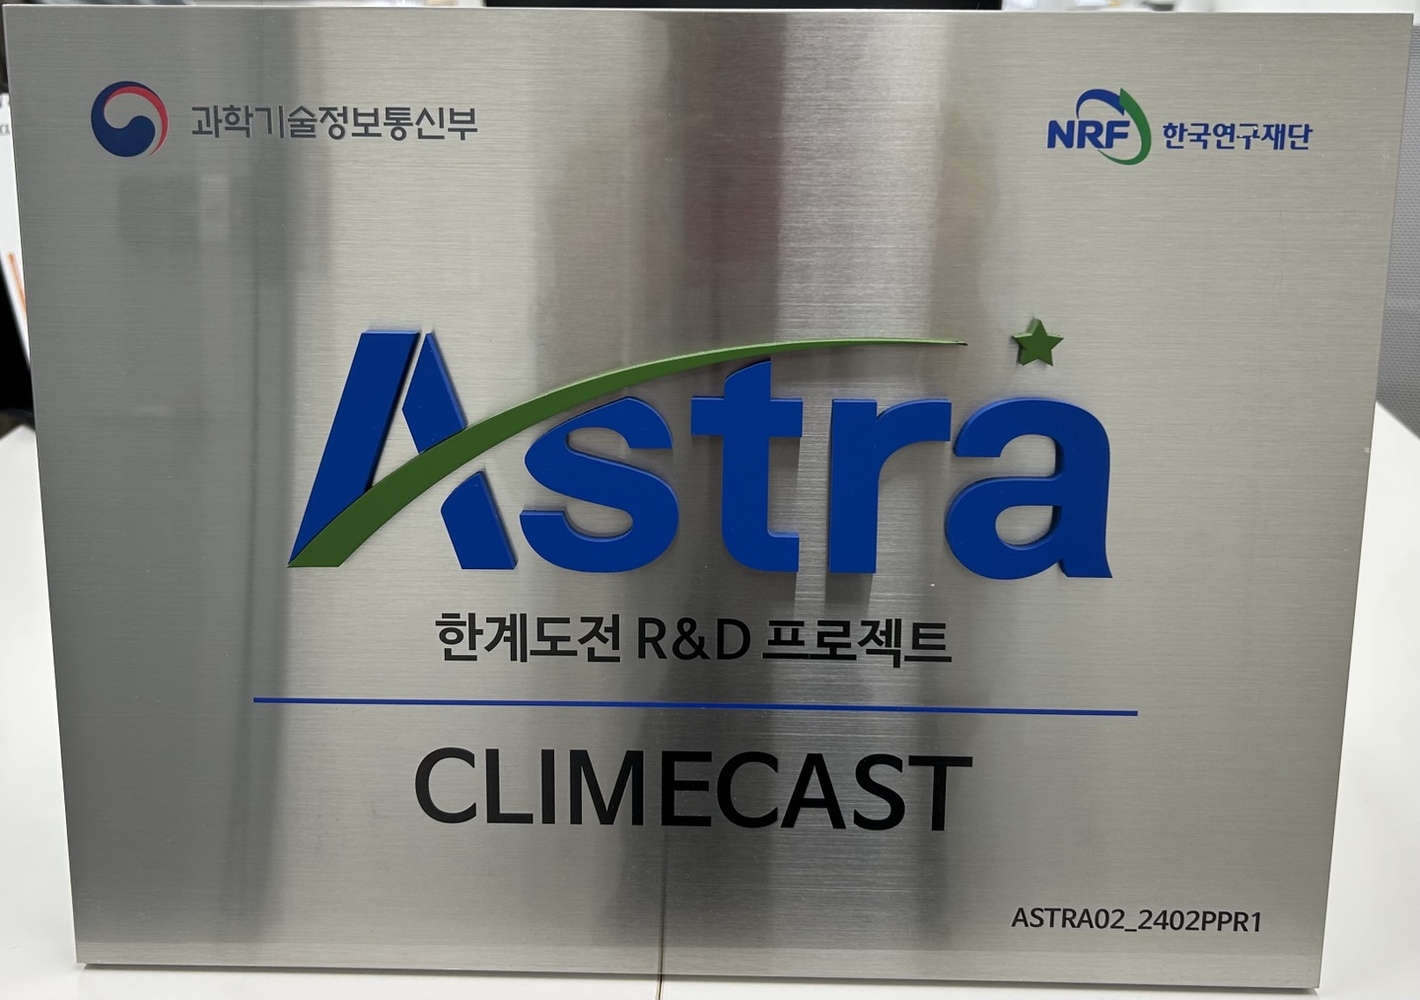 과학기술정보통신부
NRF 한국연구재단
Astra
한계도전 R&D 프로젝트
CLIMECAST
ASTRA02_2402PPR1